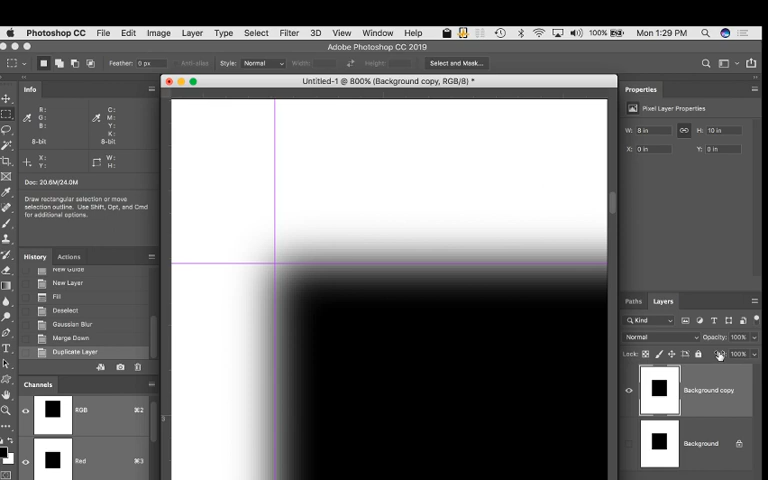 Photoshop CC File Edit Image Layer Type Select Filter 3D View Window Help 100% Mon 1:29 PM
Adobe Photoshop CC 2019
Feather: 0 px Anti-alias Style: Normal Width: Height: Select and Mask...
Untitled-1 @ 800% (Background copy, RGB/8) *
Info
R: C:
G: M:
B: Y:
K:
8-bit 8-bit
X: W:
Y: H:
Doc: 20.6M/24.0M
Draw rectangular selection or move
selection outline. Use Shift, Opt, and Cmd
for additional options.
History Actions
New Guide
New Layer
Fill
Deselect
Gaussian Blur
Merge Down
Duplicate Layer
Channels
RGB ⌘2
Red ⌘3
Properties
Pixel Layer Properties
W: 8 in H: 10 in
X: 0 in Y: 0 in
Paths Layers
Kind
Normal Opacity: 100%
Lock: 100%
Background copy
Background